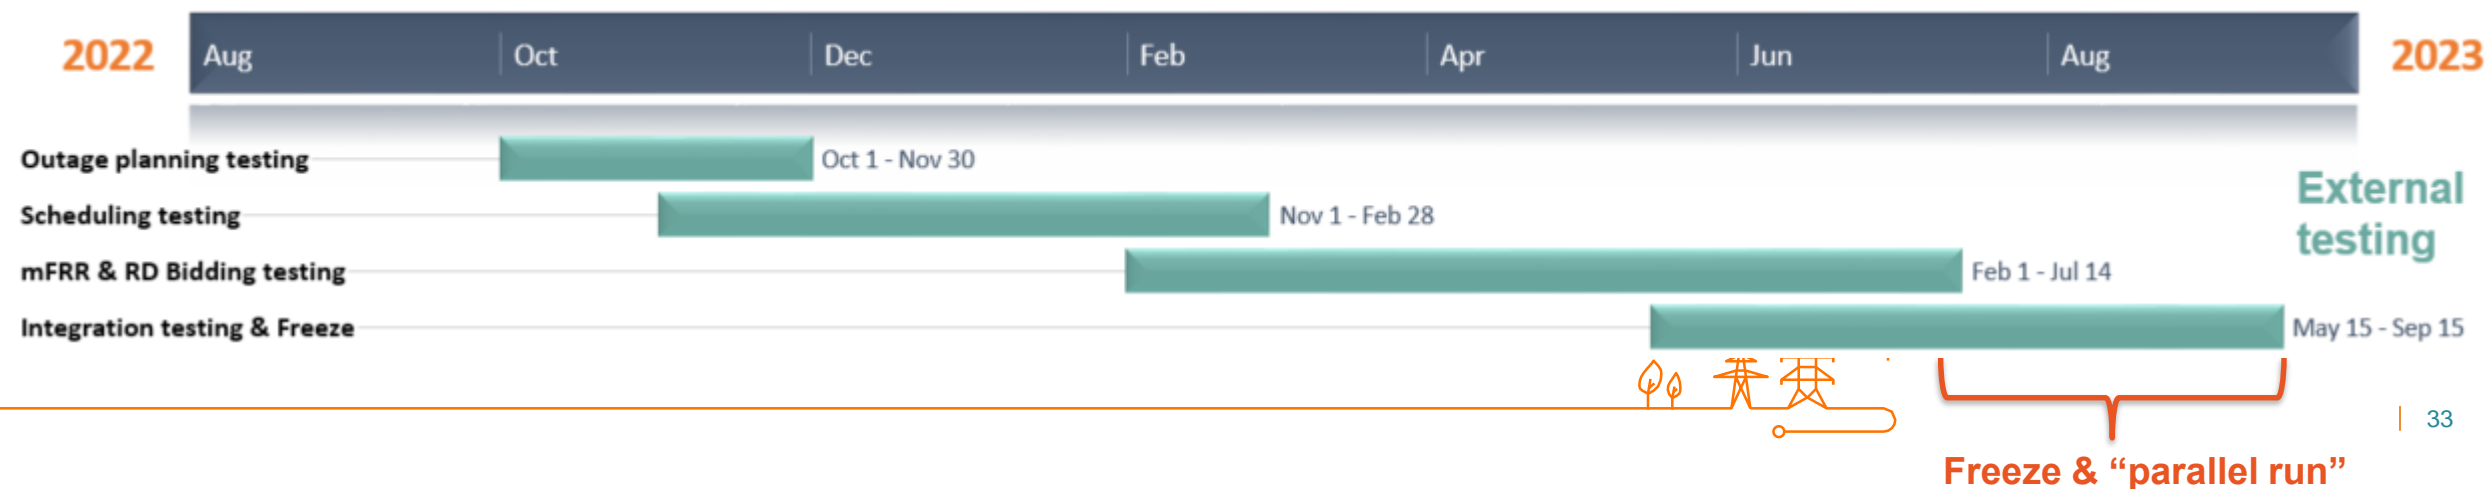 2022 Aug Oct Dec Feb Apr Jun Aug 2023
Outage planning testing Oct 1 - Nov 30
Scheduling testing Nov 1 - Feb 28
mFRR & RD Bidding testing Feb 1 - Jul 14
Integration testing & Freeze May 15 - Sep 15
External
testing
33
Freeze & “parallel run”